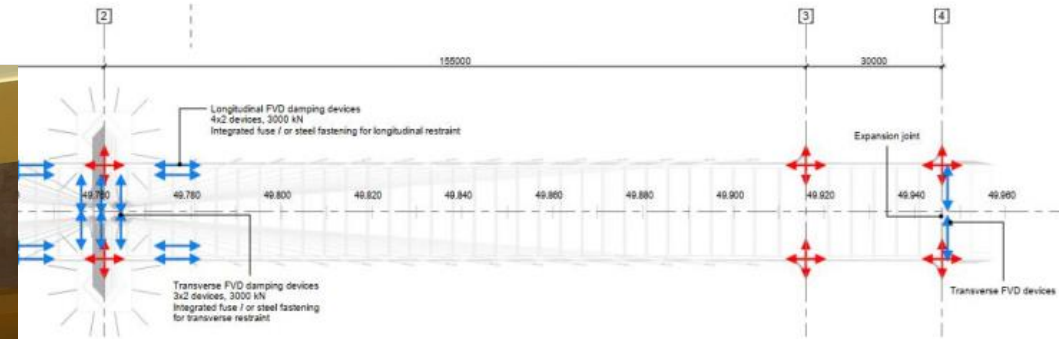 2
3
4
155000
30000
Longitudinal FVD damping devices
4x2 devices, 3000 kN
Integrated fuse / or steel fastening for longitudinal restraint
Expansion joint
49.760
49.780
49.800
49.820
49.840
49.860
49.880
49.900
49.920
49.940
49.960
Transverse FVD damping devices
3x2 devices, 3000 kN
Integrated fuse / or steel fastening
for transverse restraint
Transverse FVD devices